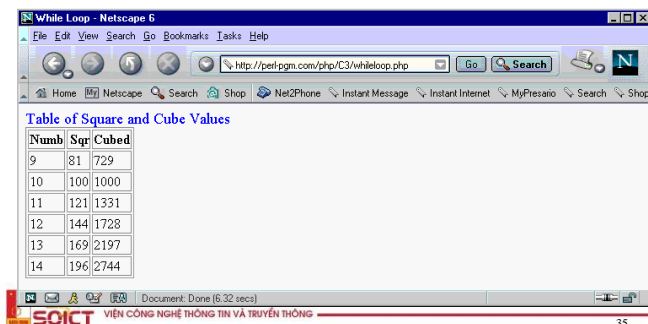 While Loop - Netscape 6
File Edit View Search Go Bookmarks Tasks Help
http://perl-pgm.com/php/C3/whileloop.php Go Search N
Home My Netscape Search Shop Net2Phone Instant Message Instant Internet MyPresario Search Shop
Table of Square and Cube Values
Numb Sqr Cubed
9 81 729
10 100 1000
11 121 1331
12 144 1728
13 169 2197
14 196 2744
Document: Done (6.32 secs)
SOICT VIỆN CÔNG NGHỆ THÔNG TIN VÀ TRUYỀN THÔNG
35